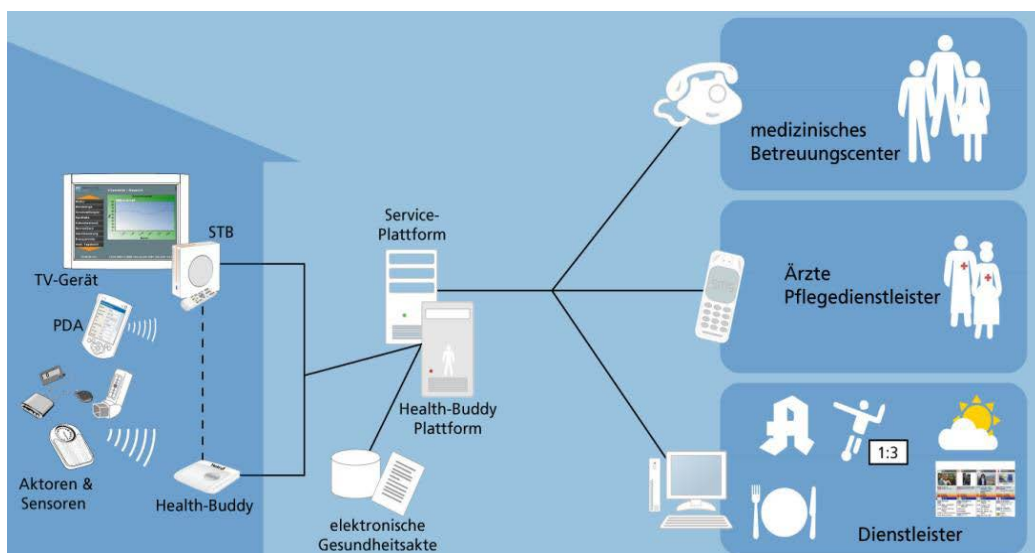 medizinisches
Betreuungscenter
Service-
Plattform
STB
TV-Gerät
Ärzte
Pflegedienstleister
PDA
Health-Buddy
Plattform
1:3
Aktoren &
Sensoren
Health-Buddy
elektronische
Gesundheitsakte
Dienstleister